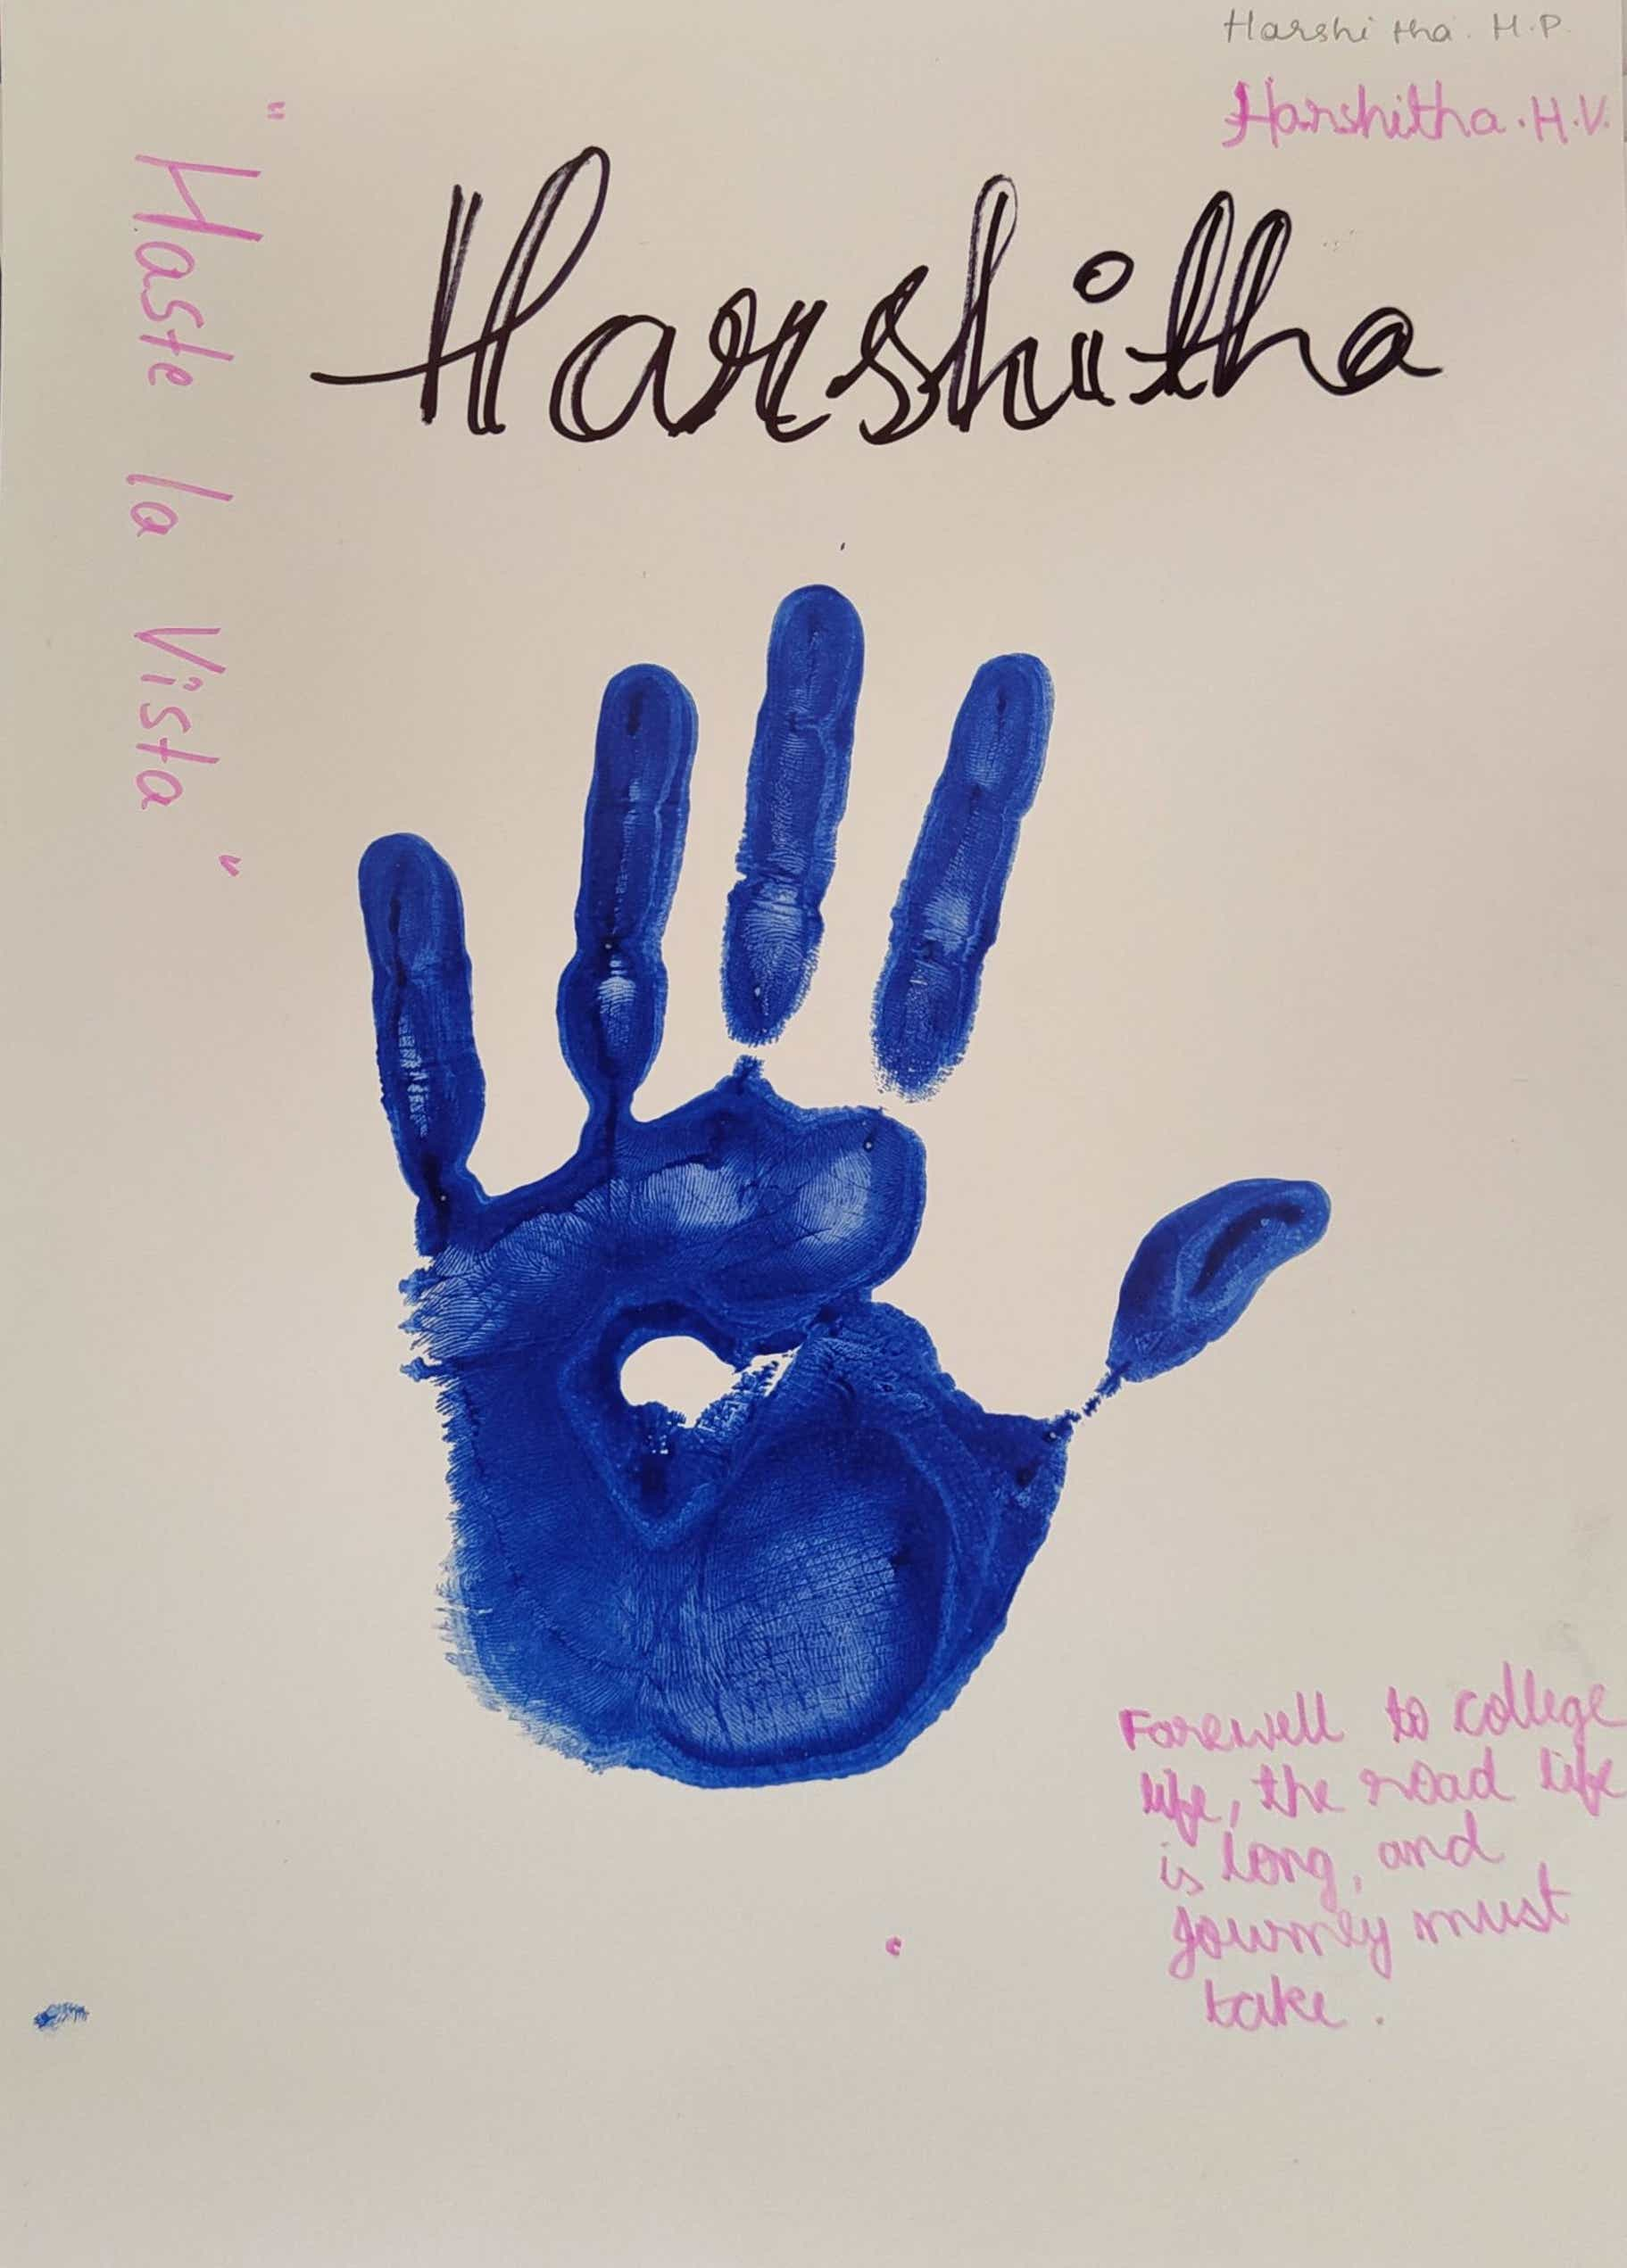 Harshitha. H.P.
Harshitha. H.V.
Harshitha
"Haste la Vista"
Farewell to college
life, the road life
is long, and
journey must
take.